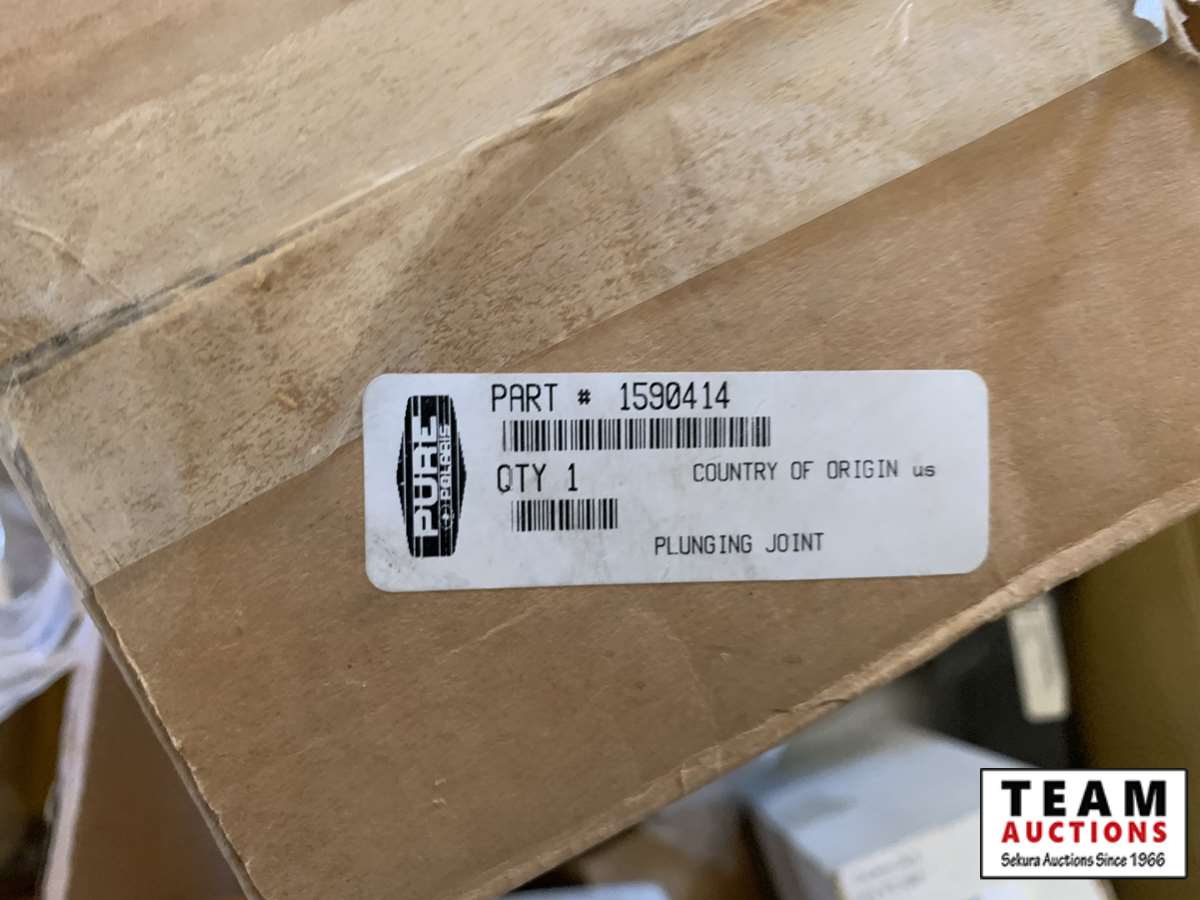 PART # 1590414
QTY 1
COUNTRY OF ORIGIN us
PLUNGING JOINT
PURE
POLARIS
TEAM
AUCTIONS
Sekura Auctions Since 1966